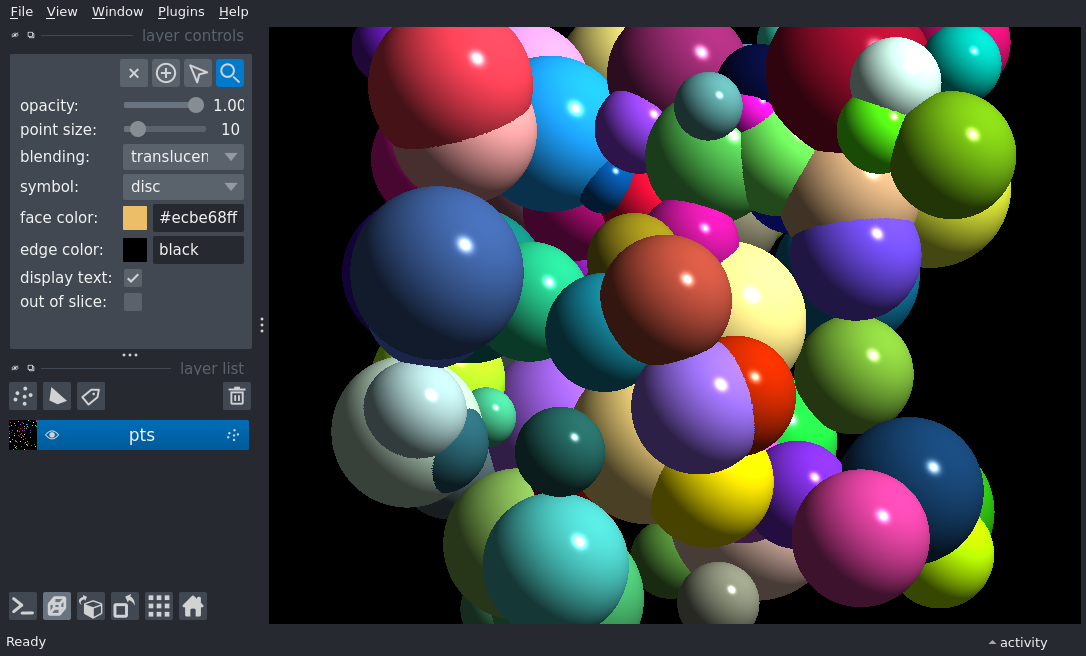 File View Window Plugins Help
layer controls
opacity: 1.00
point size: 10
blending: translucen
symbol: disc
face color: #ecbe68ff
edge color: black
display text:
out of slice:
layer list
pts
Ready
activity